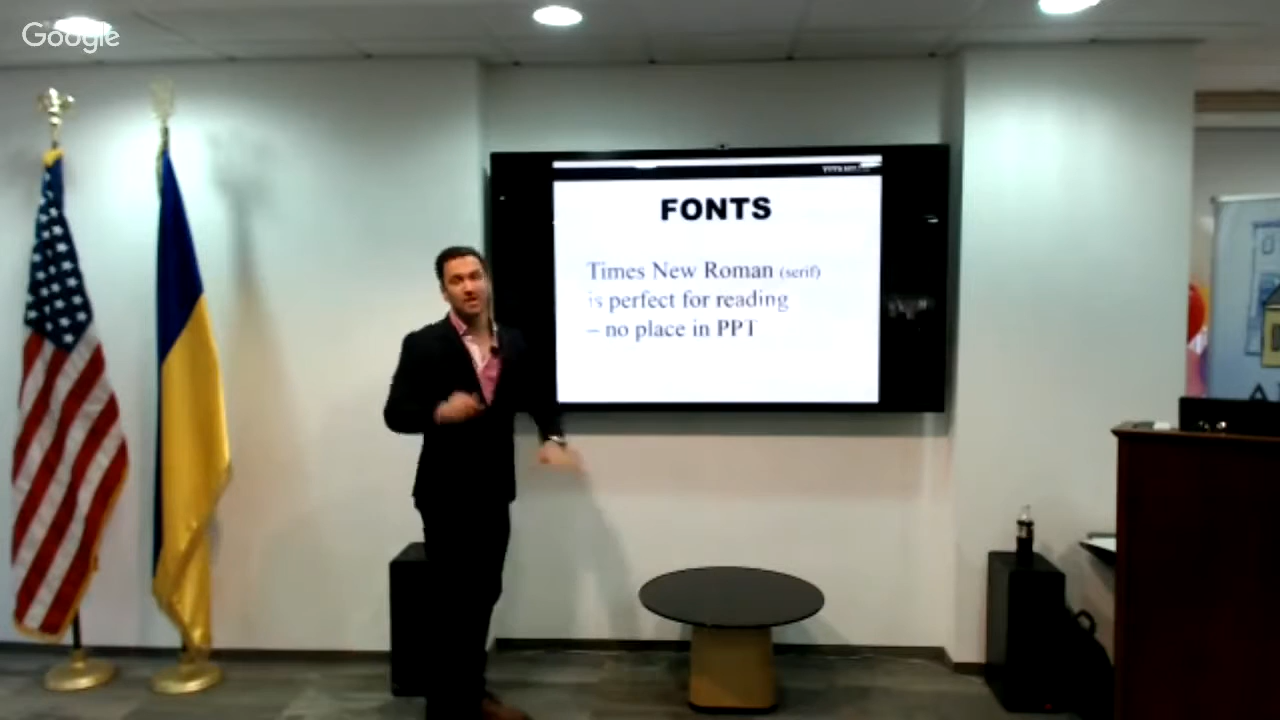 Google
FONTS
Times New Roman (serif)
is perfect for reading
– no place in PPT